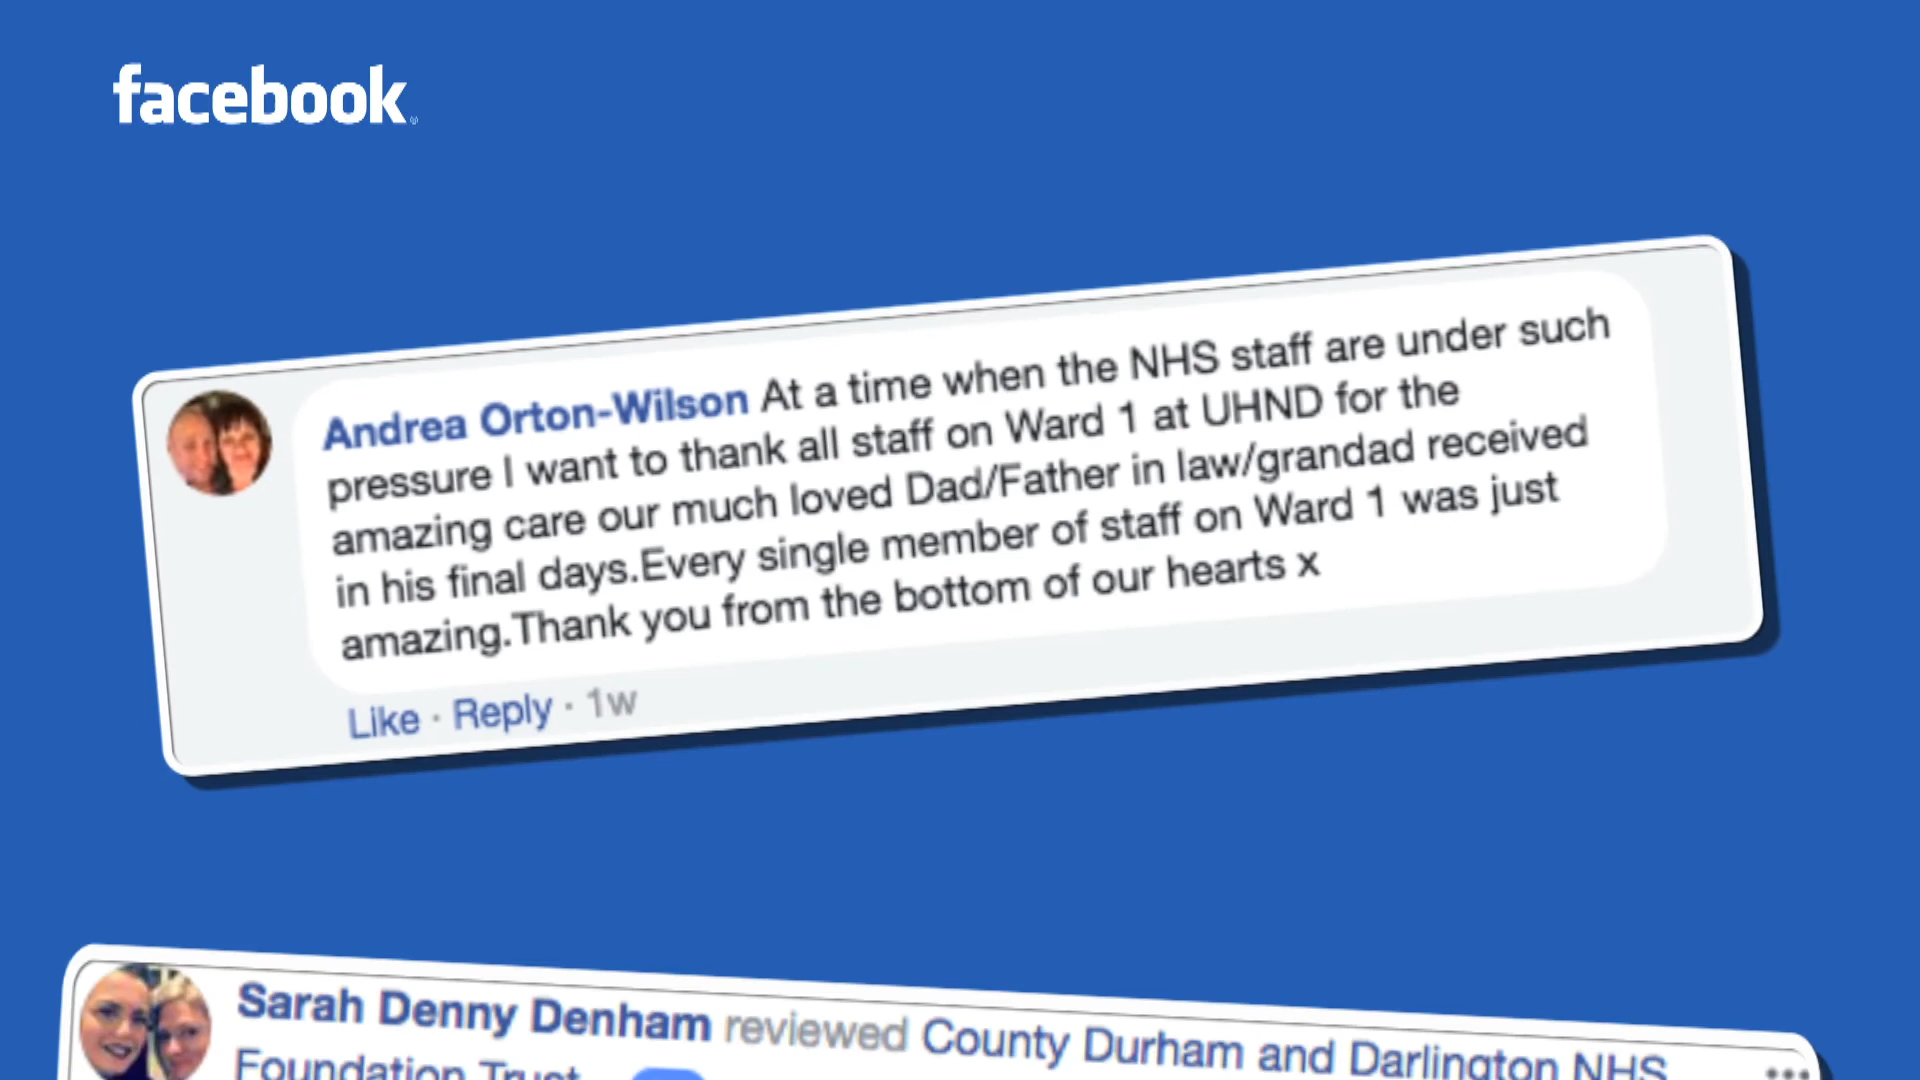 facebook
Andrea Orton-Wilson At a time when the NHS staff are under such
pressure I want to thank all staff on Ward 1 at UHND for the
amazing care our much loved Dad/Father in law/grandad received
in his final days.Every single member of staff on Ward 1 was just
amazing.Thank you from the bottom of our hearts x
Like · Reply · 1w
Sarah Denny Denham reviewed County Durham and Darlington NHS
Foundation Trust